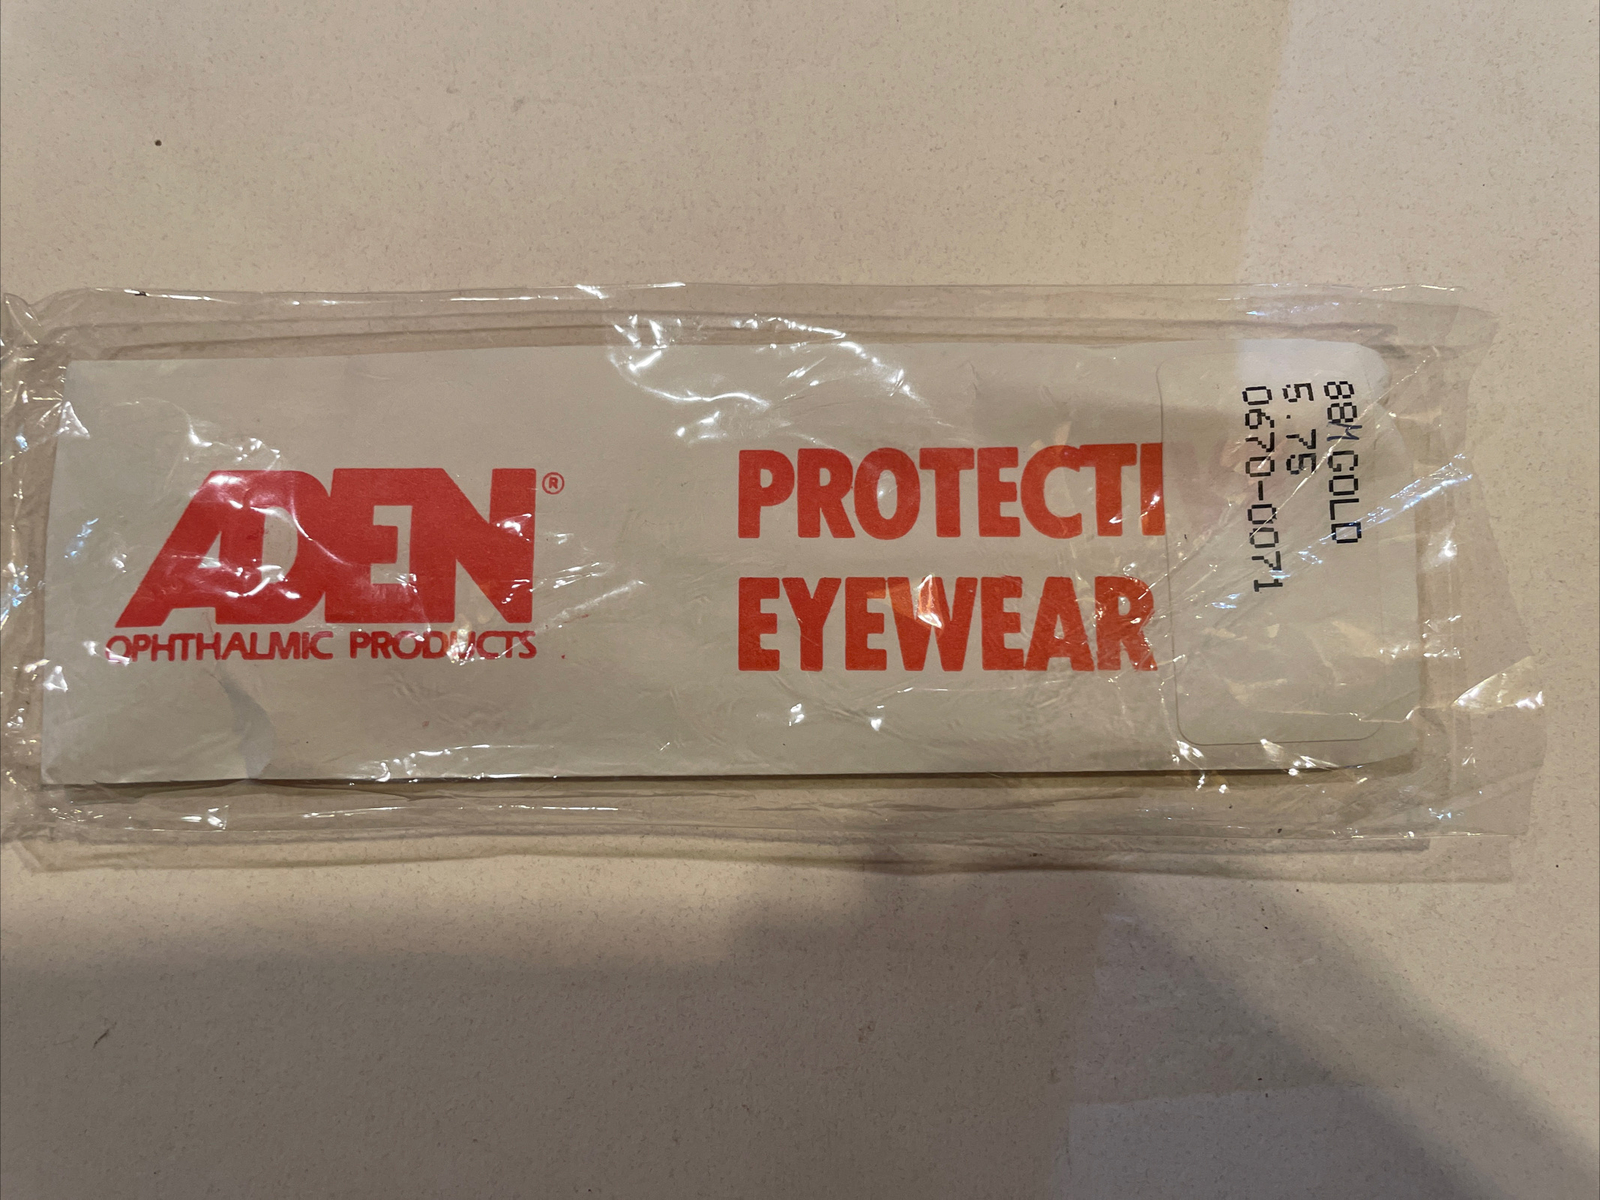 ADEN®
OPHTHALMIC PRODUCTS
PROTECTI
EYEWEAR
88M GOLD
5.75
0670-0071